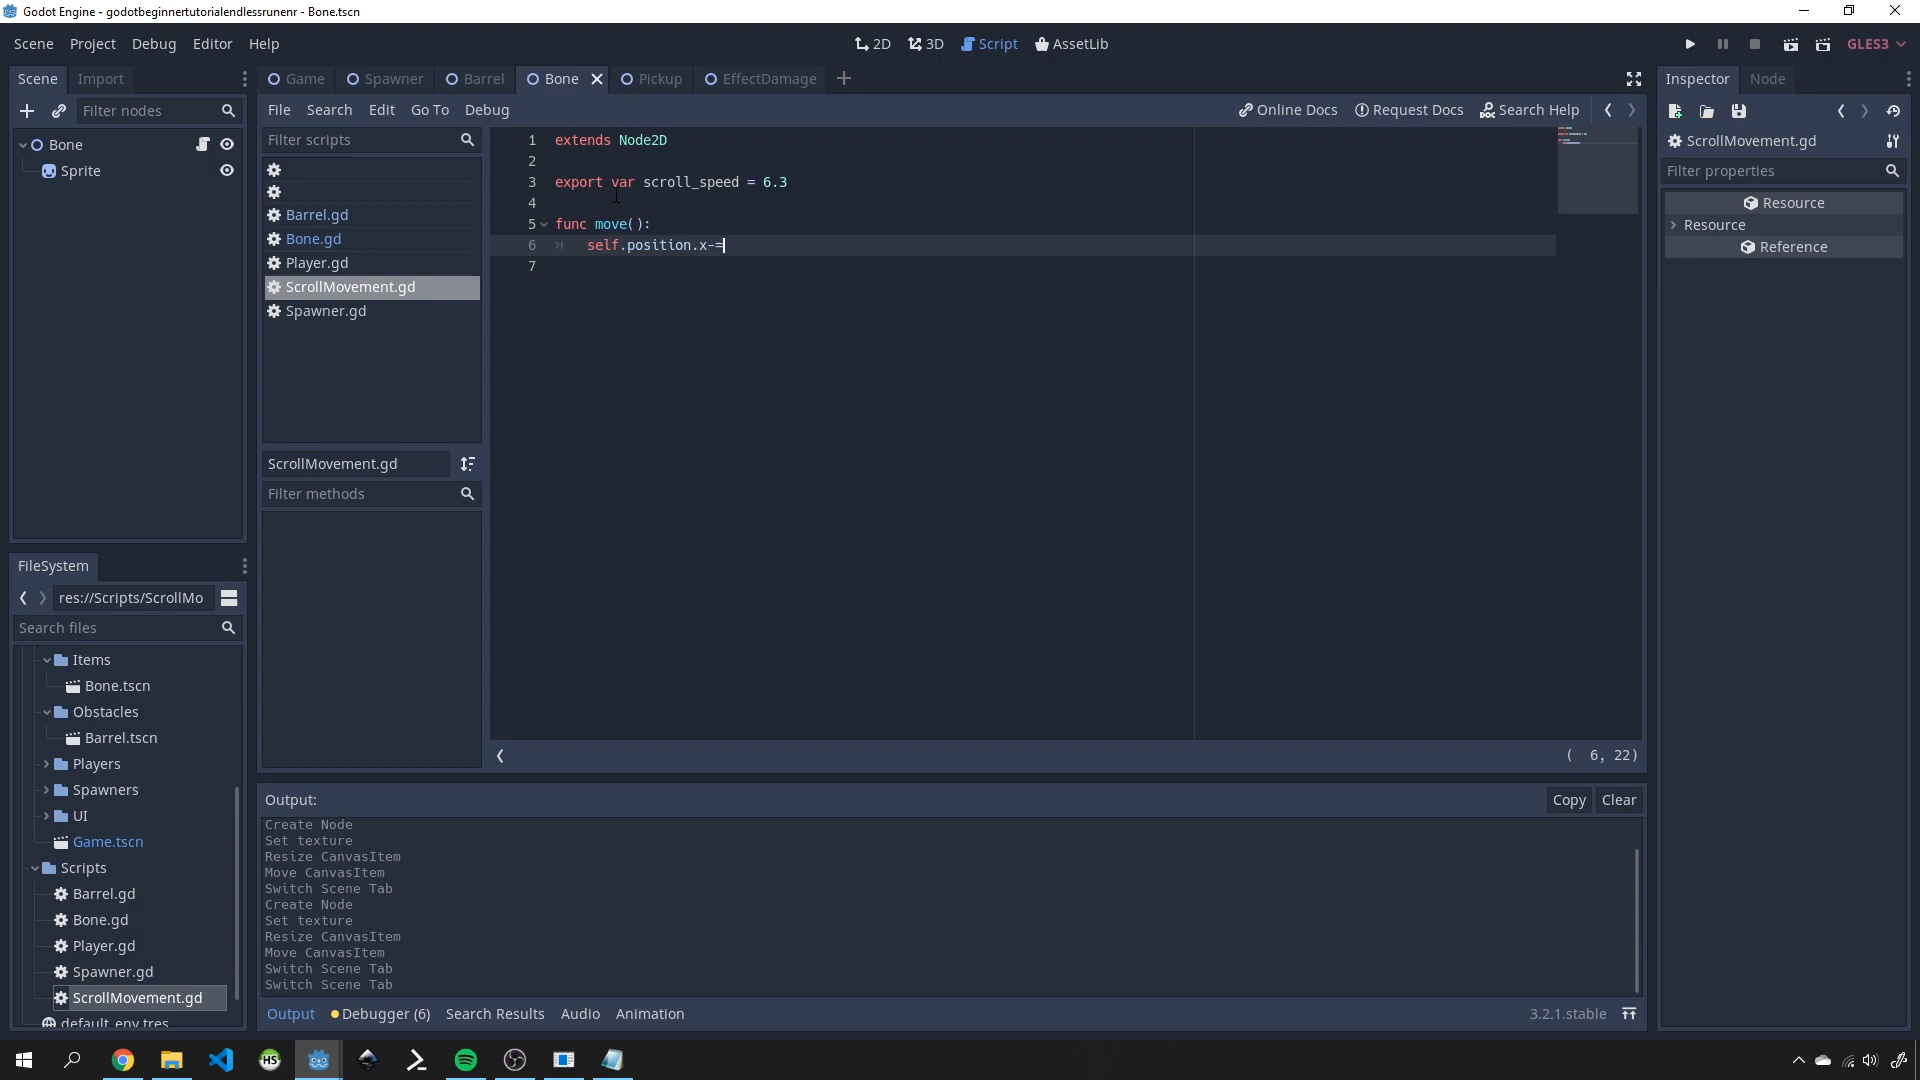 Godot Engine - godotbeginnertutorialendlessrunenr - Bone.tscn
Scene Project Debug Editor Help
2D 3D Script AssetLib
GLES3
Scene Import
Game Spawner Barrel Bone Pickup EffectDamage
Inspector Node
Filter nodes
File Search Edit Go To Debug
Online Docs Request Docs Search Help
Bone
Sprite
Filter scripts
Barrel.gd
Bone.gd
Player.gd
ScrollMovement.gd
Spawner.gd
ScrollMovement.gd
Filter methods
1 extends Node2D
2
3 export var scroll_speed = 6.3
4
5 func move():
6 self.position.x-=
7
( 6, 22)
ScrollMovement.gd
Filter properties
Resource
Resource
Reference
FileSystem
res://Scripts/ScrollMo
Search files
Items
Bone.tscn
Obstacles
Barrel.tscn
Players
Spawners
UI
Game.tscn
Scripts
Barrel.gd
Bone.gd
Player.gd
Spawner.gd
ScrollMovement.gd
default_env.tres
Output:
Copy Clear
Create Node
Set texture
Resize CanvasItem
Move CanvasItem
Switch Scene Tab
Create Node
Set texture
Resize CanvasItem
Move CanvasItem
Switch Scene Tab
Switch Scene Tab
Output Debugger (6) Search Results Audio Animation
3.2.1.stable
HS